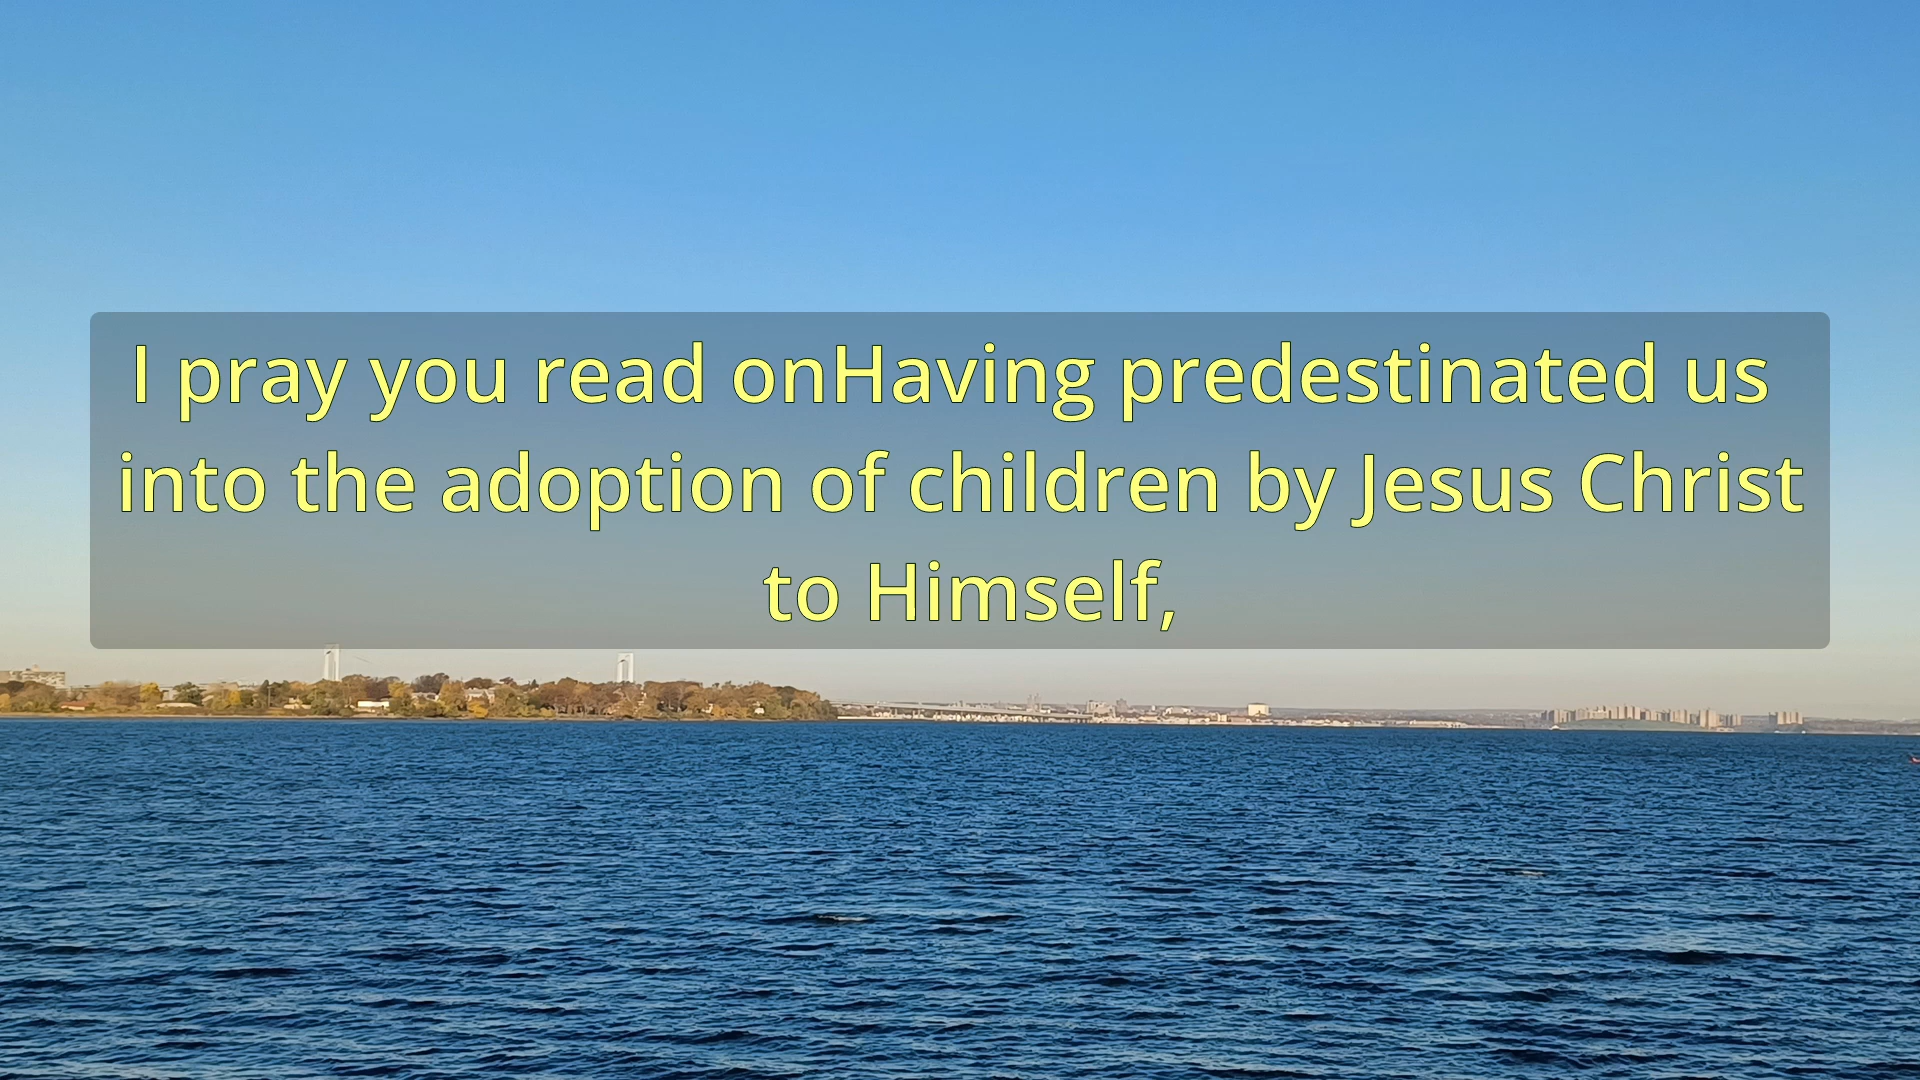 I pray you read onHaving predestinated us
into the adoption of children by Jesus Christ
to Himself,